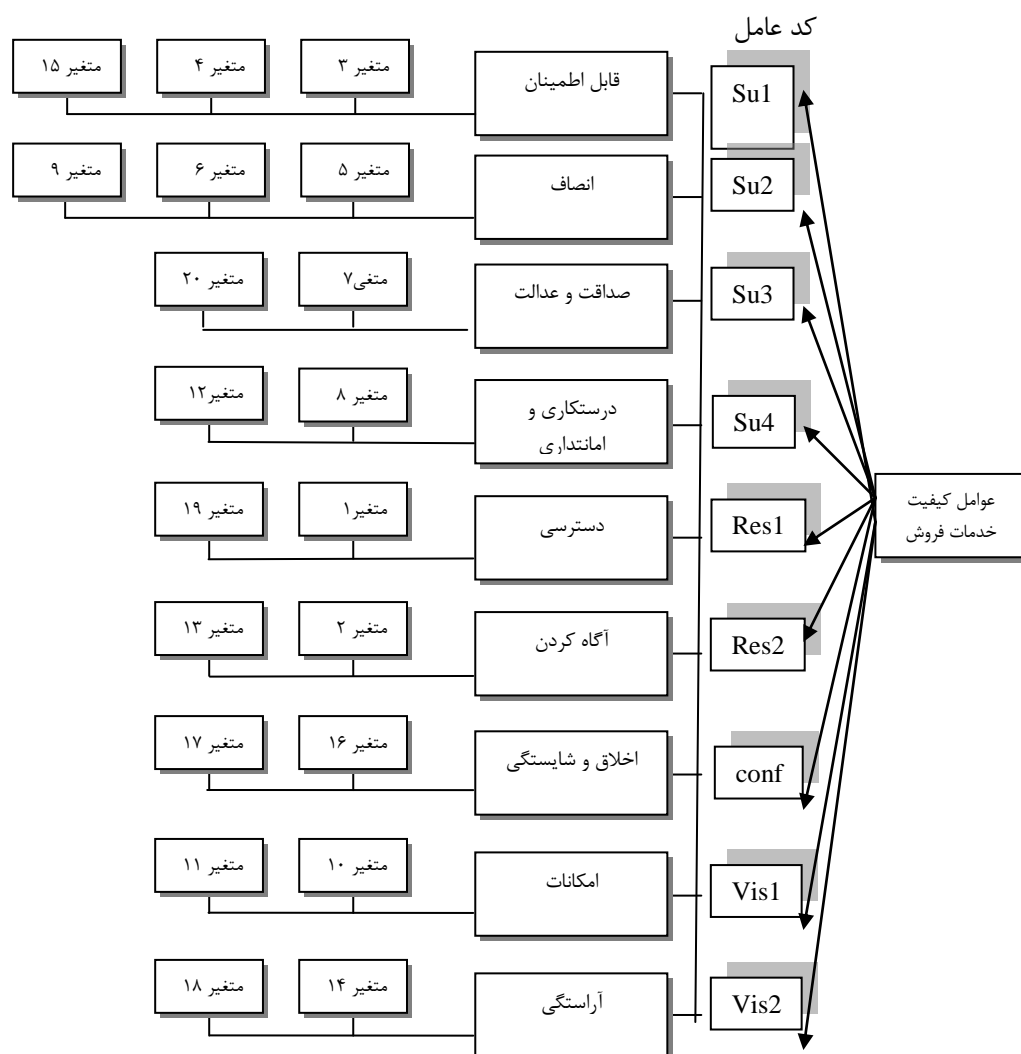 کد عامل
Su1
قابل اطمینان
متغیر ۳
متغیر ۴
متغیر ۱۵
Su2
انصاف
متغیر ۵
متغیر ۶
متغیر ۹
Su3
صداقت و عدالت
متغی۷
متغیر ۲۰
Su4
درستکاری و
امانتداری
متغیر ۸
متغیر۱۲
عوامل کیفیت
خدمات فروش
Res1
دسترسی
متغیر۱
متغیر ۱۹
Res2
آگاه کردن
متغیر ۲
متغیر ۱۳
conf
اخلاق و شایستگی
متغیر ۱۶
متغیر ۱۷
Vis1
امکانات
متغیر ۱۰
متغیر ۱۱
Vis2
آراستگی
متغیر ۱۴
متغیر ۱۸